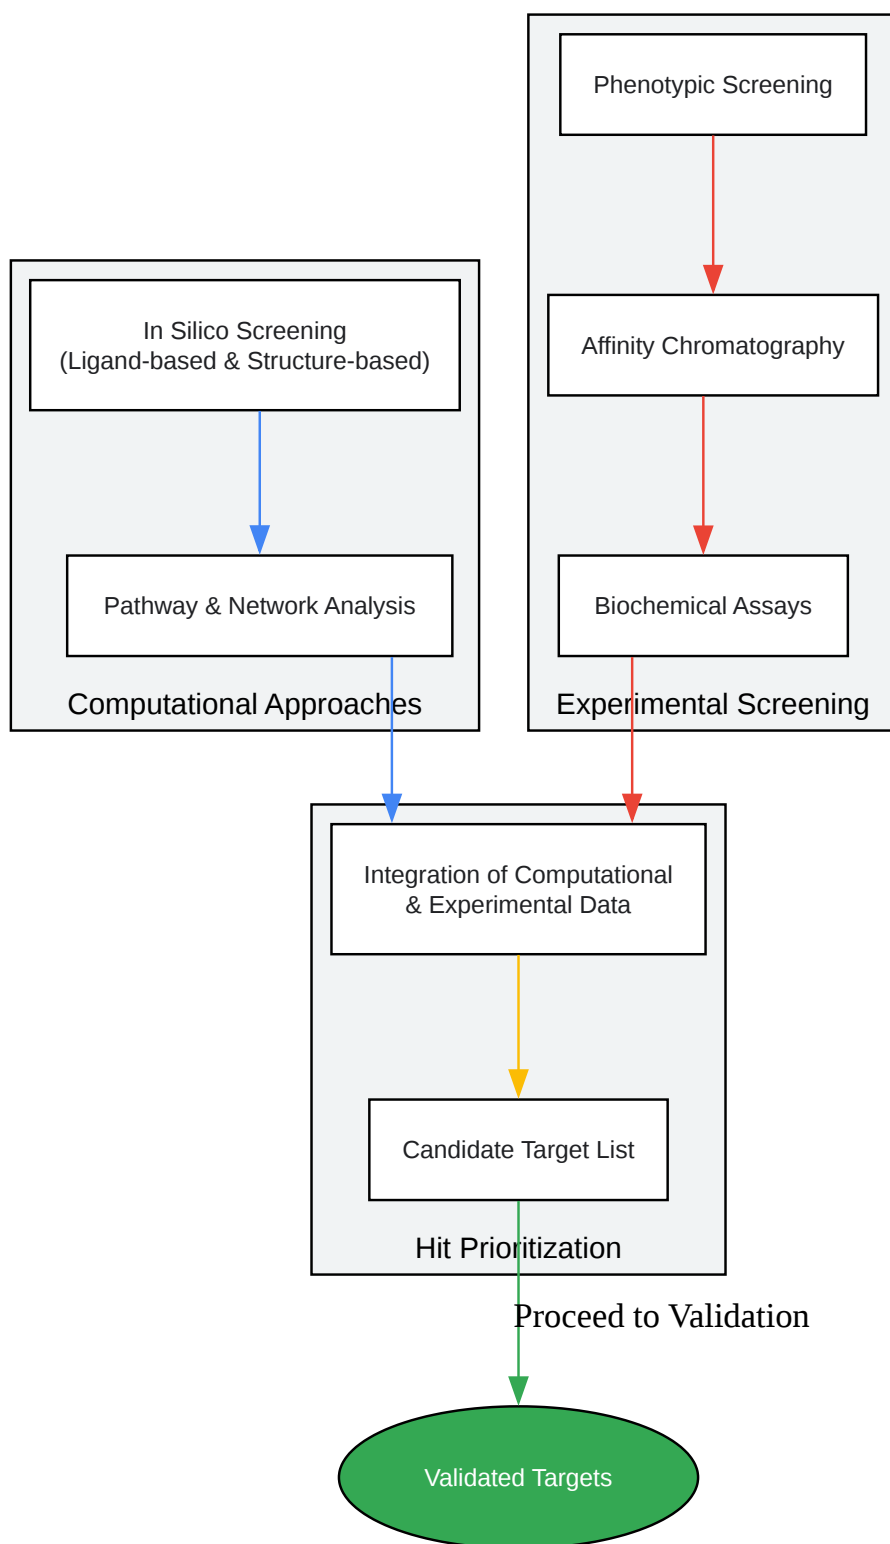 Phenotypic Screening
In Silico Screening
(Ligand-based & Structure-based)
Affinity Chromatography
Pathway & Network Analysis
Biochemical Assays
Computational Approaches
Experimental Screening
Integration of Computational
& Experimental Data
Candidate Target List
Hit Prioritization
Proceed to Validation
Validated Targets